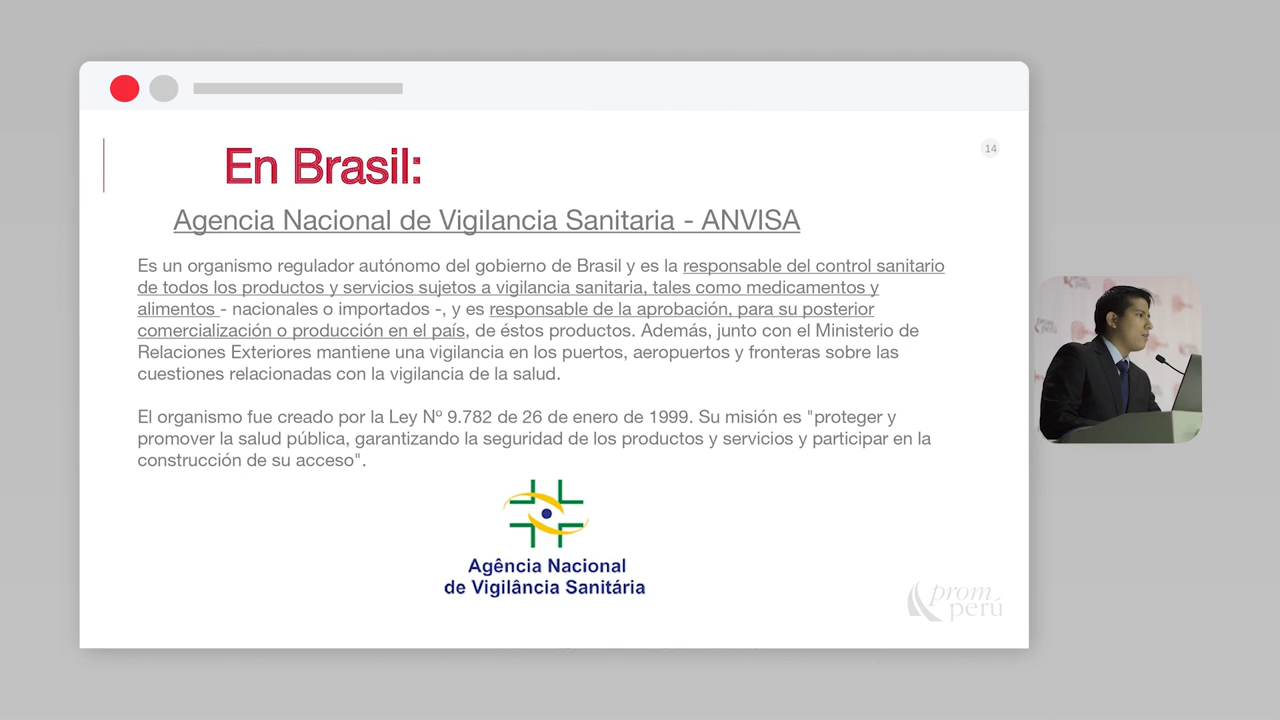 En Brasil:
14
Agencia Nacional de Vigilancia Sanitaria - ANVISA
Es un organismo regulador autónomo del gobierno de Brasil y es la responsable del control sanitario
de todos los productos y servicios sujetos a vigilancia sanitaria, tales como medicamentos y
alimentos - nacionales o importados -, y es responsable de la aprobación, para su posterior
comercialización o producción en el país, de éstos productos. Además, junto con el Ministerio de
Relaciones Exteriores mantiene una vigilancia en los puertos, aeropuertos y fronteras sobre las
cuestiones relacionadas con la vigilancia de la salud.
El organismo fue creado por la Ley Nº 9.782 de 26 de enero de 1999. Su misión es "proteger y
promover la salud pública, garantizando la seguridad de los productos y servicios y participar en la
construcción de su acceso".
Agência Nacional
de Vigilância Sanitária
prom
perú